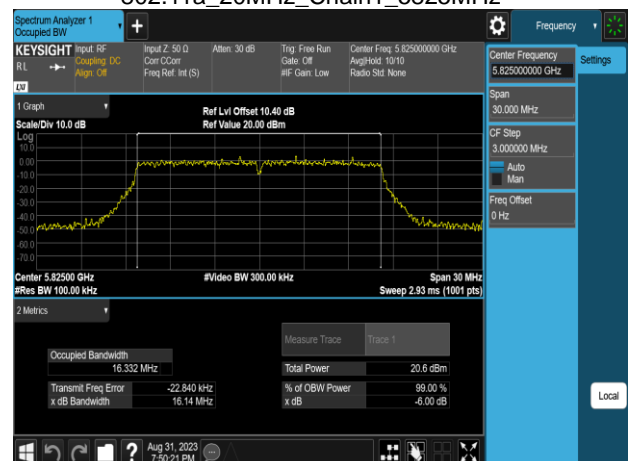 802.11a_20MHz_Chain1_5825MHz
Spectrum Analyzer 1
Occupied BW
+
Frequency
KEYSIGHT
RL
LXI
Input: RF
Coupling: DC
Align: Off
Input Z: 50 Ω
Corr CCorr
Freq Ref: Int (S)
Atten: 30 dB
Trig: Free Run
Gate: Off
#IF Gain: Low
Center Freq: 5.825000000 GHz
Avg|Hold: 10/10
Radio Std: None
Center Frequency
5.825000000 GHz
Settings
Span
30.000 MHz
CF Step
3.000000 MHz
Auto
Man
Freq Offset
0 Hz
1 Graph
Scale/Div 10.0 dB
Ref Lvl Offset 10.40 dB
Ref Value 20.00 dBm
Log
10.0
0.00
-10.0
-20.0
-30.0
-40.0
-50.0
-60.0
-70.0
Center 5.82500 GHz
#Video BW 300.00 kHz
Span 30 MHz
#Res BW 100.00 kHz
Sweep 2.93 ms (1001 pts)
2 Metrics
Measure Trace
Trace 1
Occupied Bandwidth
16.332 MHz
Total Power
20.6 dBm
Transmit Freq Error
-22.840 kHz
% of OBW Power
99.00 %
x dB Bandwidth
16.14 MHz
x dB
-6.00 dB
Local
?
Aug 31, 2023
7:50:21 PM